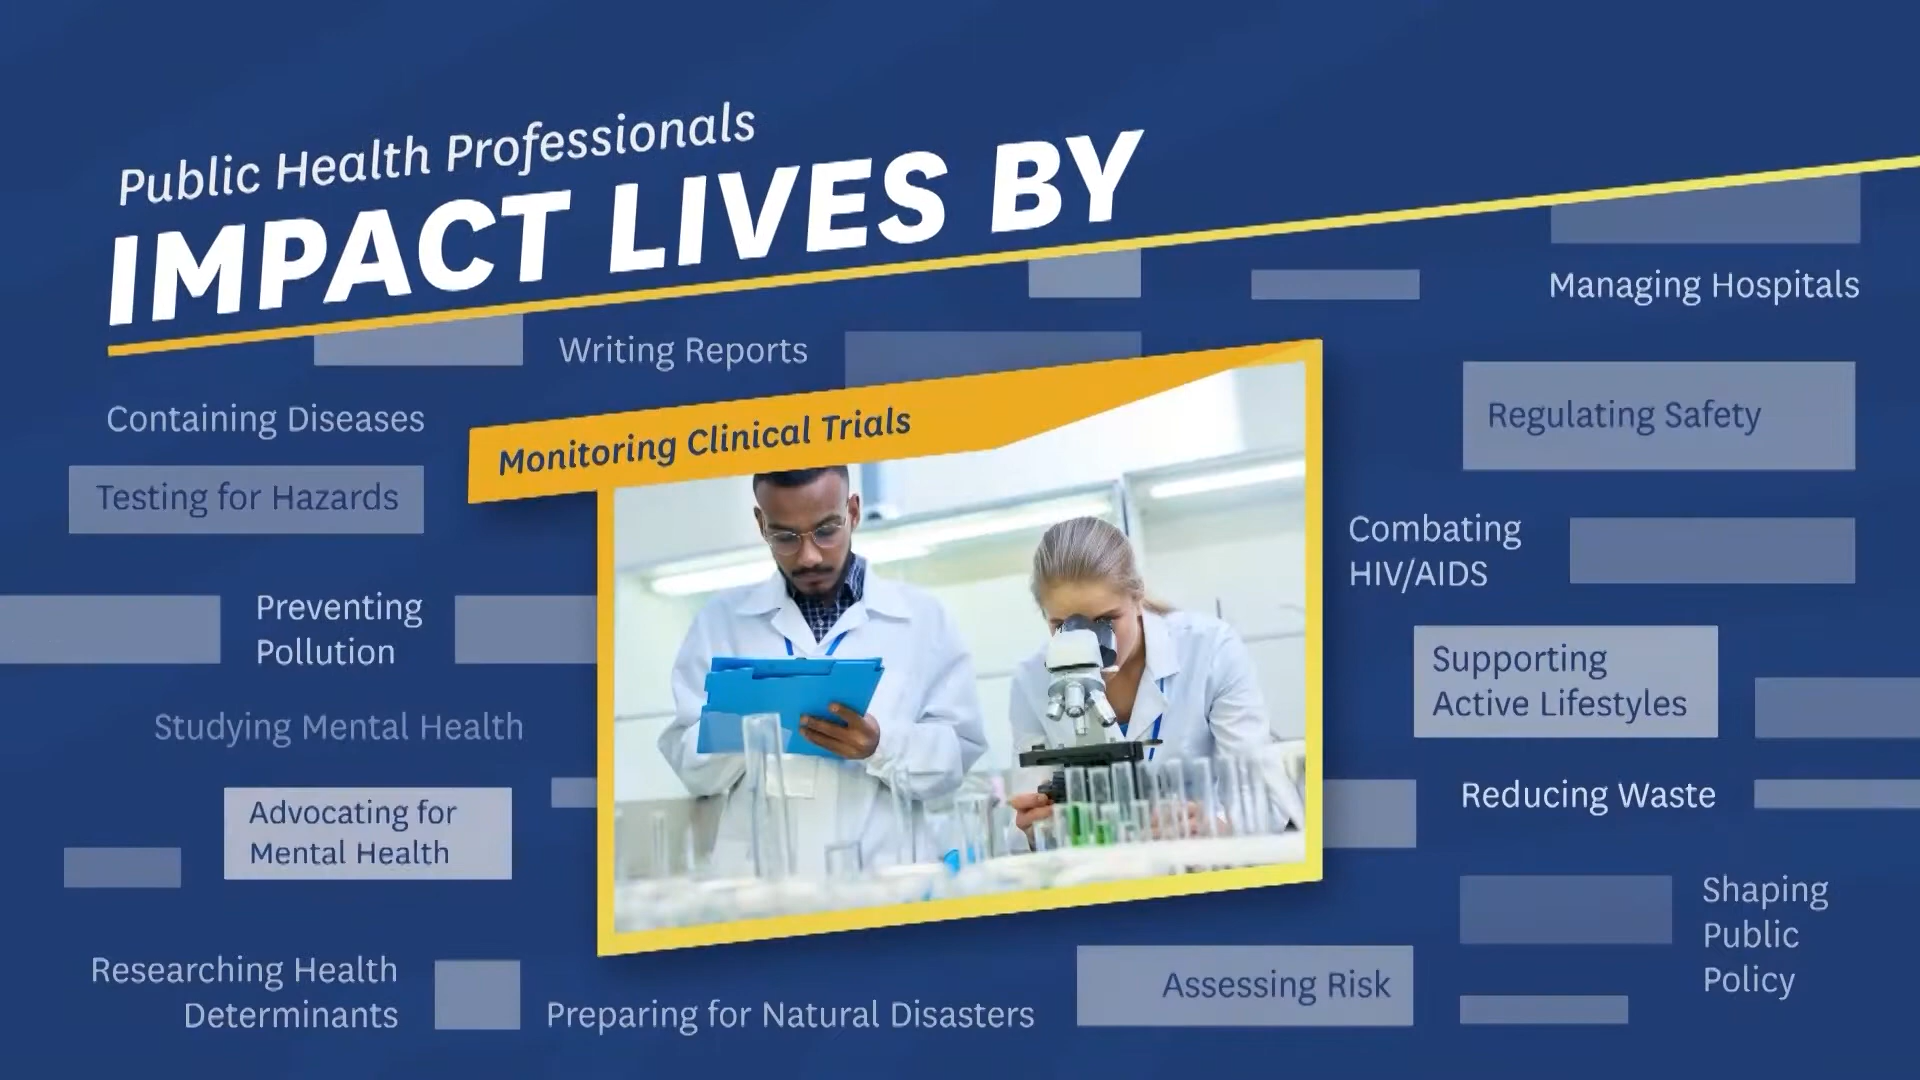 Public Health Professionals
IMPACT LIVES BY
Managing Hospitals
Writing Reports
Containing Diseases
Monitoring Clinical Trials
Regulating Safety
Testing for Hazards
Combating
HIV/AIDS
Preventing
Pollution
Supporting
Active Lifestyles
Studying Mental Health
Reducing Waste
Advocating for
Mental Health
Shaping
Public
Policy
Researching Health
Determinants
Preparing for Natural Disasters
Assessing Risk